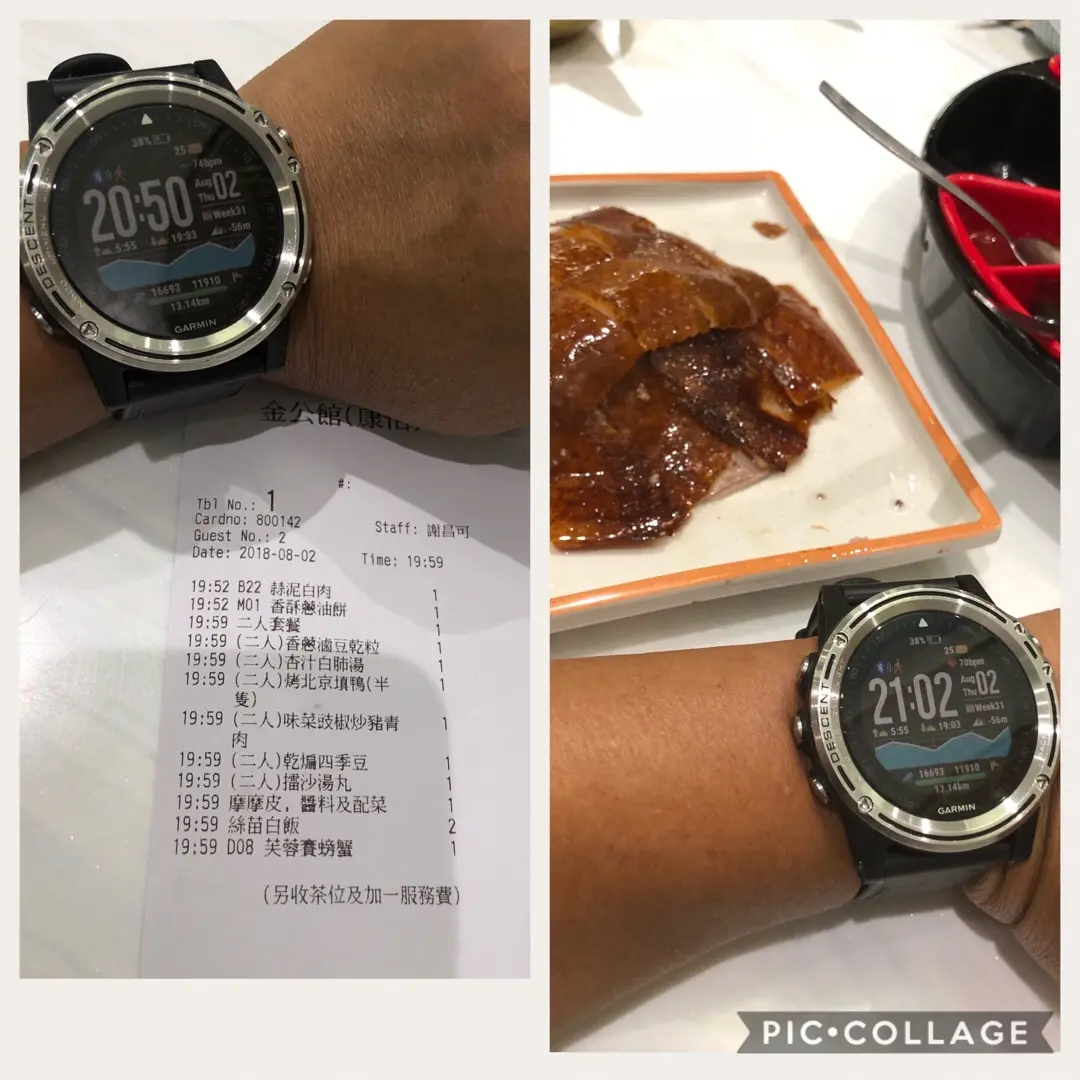 38%
25
74bpm
20:50
Aug
Thu 02
Week31
5:55
19:03
-56m
16693 11910
13.14km
GARMIN
DESCENT
金公館(康怡)
#:
Tbl No.: 1
Cardno: 800142
Staff: 謝昌可
Guest No.: 2
Date: 2018-08-02 Time: 19:59
19:52 B22 蒜泥白肉 1
19:52 M01 香酥葱油餅 1
19:59 二人套餐 1
19:59 (二人)香葱滷豆乾粒 1
19:59 (二人)杏汁白肺湯 1
19:59 (二人)烤北京填鴨(半 1
隻)
19:59 (二人)味菜豉椒炒豬青 1
肉
19:59 (二人)乾煸四季豆 1
19:59 (二人)擂沙湯丸 1
19:59 摩摩皮, 醬料及配菜 1
19:59 絲苗白飯 2
19:59 D08 芙蓉賽螃蟹 1
(另收茶位及加一服務費)
38%
25
70bpm
21:02
Aug
Thu 02
Week31
5:55
19:03
-56m
16693 11910
13.14km
GARMIN
DESCENT
PIC•COLLAGE